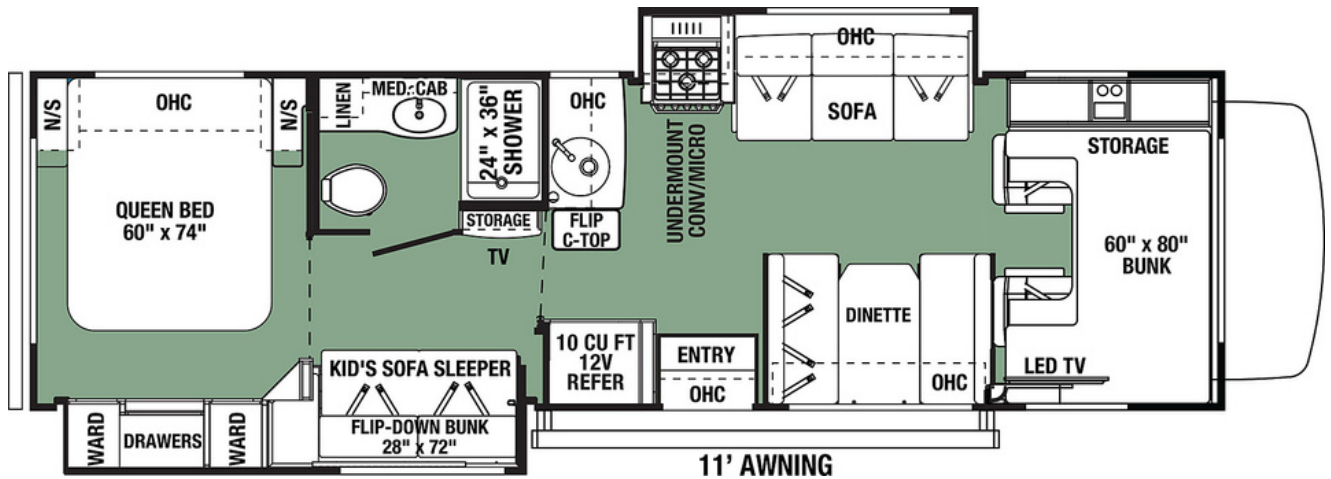 N/S
OHC
N/S
QUEEN BED
60" x 74"
WARD
DRAWERS
WARD
LINEN
MED. CAB
24" x 36"
SHOWER
STORAGE
TV
KID'S SOFA SLEEPER
FLIP-DOWN BUNK
28" x 72"
OHC
FLIP
C-TOP
UNDERMOUNT
CONV/MICRO
OHC
SOFA
10 CU FT
12V
REFER
ENTRY
OHC
DINETTE
OHC
STORAGE
60" x 80"
BUNK
LED TV
11' AWNING